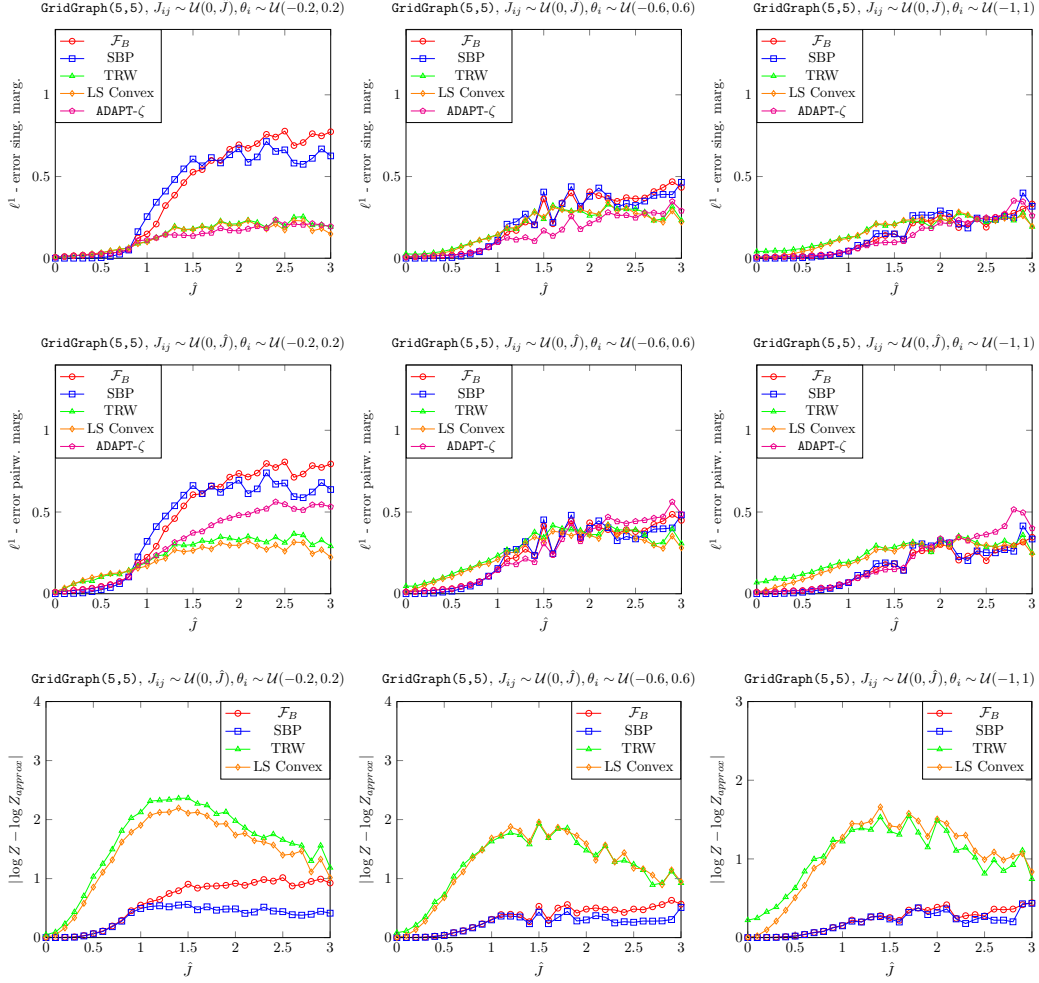 GridGraph(5,5), J_ij ∼ U(0, Ĵ), θ_i ∼ U(−0.2, 0.2)
ℓ¹ - error sing. marg.
1
0.5
0
F_B
SBP
TRW
LS Convex
ADAPT-ζ
0 0.5 1 1.5 2 2.5 3
Ĵ
GridGraph(5,5), J_ij ∼ U(0, Ĵ), θ_i ∼ U(−0.6, 0.6)
ℓ¹ - error sing. marg.
1
0.5
0
F_B
SBP
TRW
LS Convex
ADAPT-ζ
0 0.5 1 1.5 2 2.5 3
Ĵ
GridGraph(5,5), J_ij ∼ U(0, Ĵ), θ_i ∼ U(−1, 1)
ℓ¹ - error sing. marg.
1
0.5
0
F_B
SBP
TRW
LS Convex
ADAPT-ζ
0 0.5 1 1.5 2 2.5 3
Ĵ
GridGraph(5,5), J_ij ∼ U(0, Ĵ), θ_i ∼ U(−0.2, 0.2)
ℓ¹ - error pairw. marg.
1
0.5
0
F_B
SBP
TRW
LS Convex
ADAPT-ζ
0 0.5 1 1.5 2 2.5 3
Ĵ
GridGraph(5,5), J_ij ∼ U(0, Ĵ), θ_i ∼ U(−0.6, 0.6)
ℓ¹ - error pairw. marg.
1
0.5
0
F_B
SBP
TRW
LS Convex
ADAPT-ζ
0 0.5 1 1.5 2 2.5 3
Ĵ
GridGraph(5,5), J_ij ∼ U(0, Ĵ), θ_i ∼ U(−1, 1)
ℓ¹ - error pairw. marg.
1
0.5
0
F_B
SBP
TRW
LS Convex
ADAPT-ζ
0 0.5 1 1.5 2 2.5 3
Ĵ
GridGraph(5,5), J_ij ∼ U(0, Ĵ), θ_i ∼ U(−0.2, 0.2)
| log Z − log Z_approx|
4
3
2
1
0
F_B
SBP
TRW
LS Convex
0 0.5 1 1.5 2 2.5 3
Ĵ
GridGraph(5,5), J_ij ∼ U(0, Ĵ), θ_i ∼ U(−0.6, 0.6)
| log Z − log Z_approx|
4
3
2
1
0
F_B
SBP
TRW
LS Convex
0 0.5 1 1.5 2 2.5 3
Ĵ
GridGraph(5,5), J_ij ∼ U(0, Ĵ), θ_i ∼ U(−1, 1)
| log Z − log Z_approx|
3
2
1
0
F_B
SBP
TRW
LS Convex
0 0.5 1 1.5 2 2.5 3
Ĵ